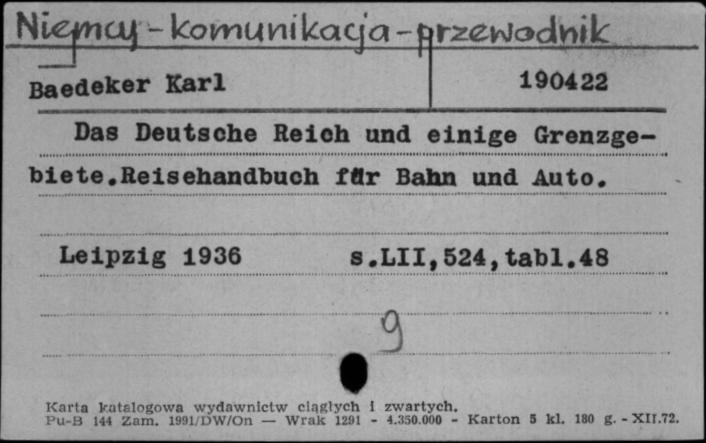 Niemcy - komunikacja - przewodnik
Baedeker Karl 190422
Das Deutsche Reich und einige Grenzge-
biete.Reisehandbuch für Bahn und Auto.
Leipzig 1936 s.LII,524,tabl.48
9
Karta katalogowa wydawnictw ciągłych i zwartych.
Pu-B 144 Zam. 1991/DW/On — Wrak 1291 - 4.350.000 - Karton 5 kl. 180 g. - XII.72.